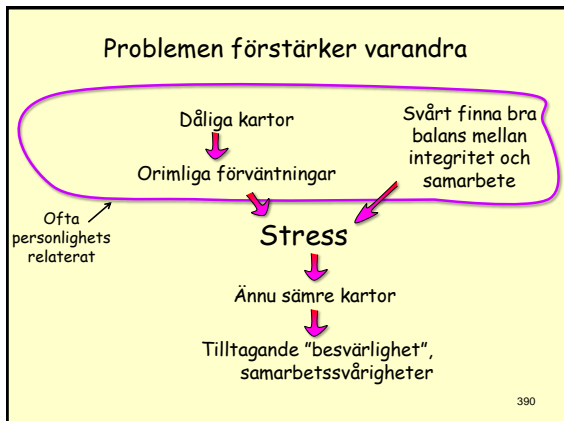 Problemen förstärker varandra
Dåliga kartor
Orimliga förväntningar
Svårt finna bra
balans mellan
integritet och
samarbete
Ofta
personlighets
relaterat
Stress
Ännu sämre kartor
Tilltagande ”besvärlighet”,
samarbetssvårigheter
390